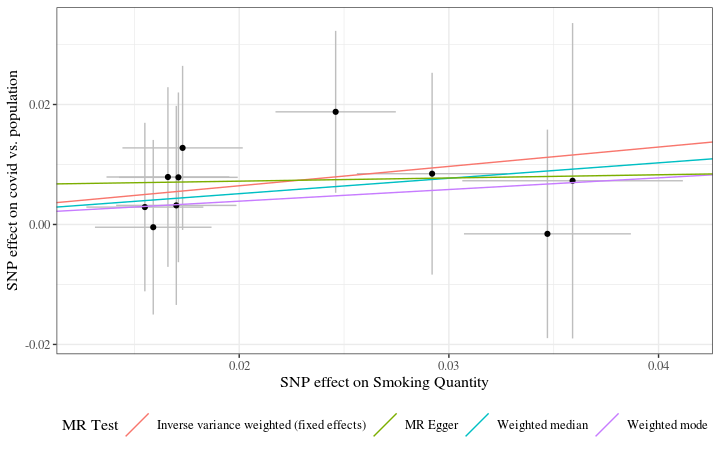 SNP effect on covid vs. population
0.02
0.00
-0.02
0.02
0.03
0.04
SNP effect on Smoking Quantity
MR Test
Inverse variance weighted (fixed effects)
MR Egger
Weighted median
Weighted mode